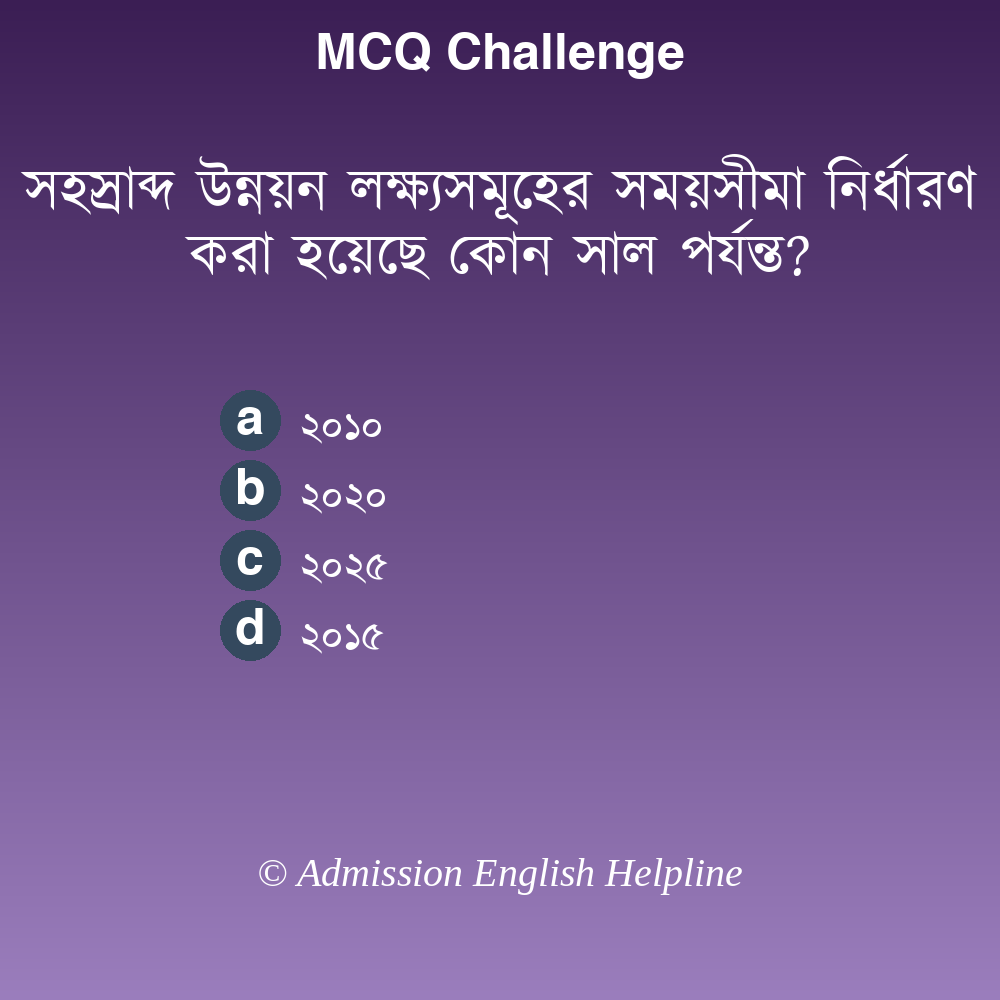 MCQ Challenge
সহস্রাব্দ উন্নয়ন লক্ষ্যসমূহের সময়সীমা নির্ধারণ
করা হয়েছে কোন সাল পর্যন্ত?
a ২০১০
b ২০২০
c ২০২৫
d ২০১৫
© Admission English Helpline